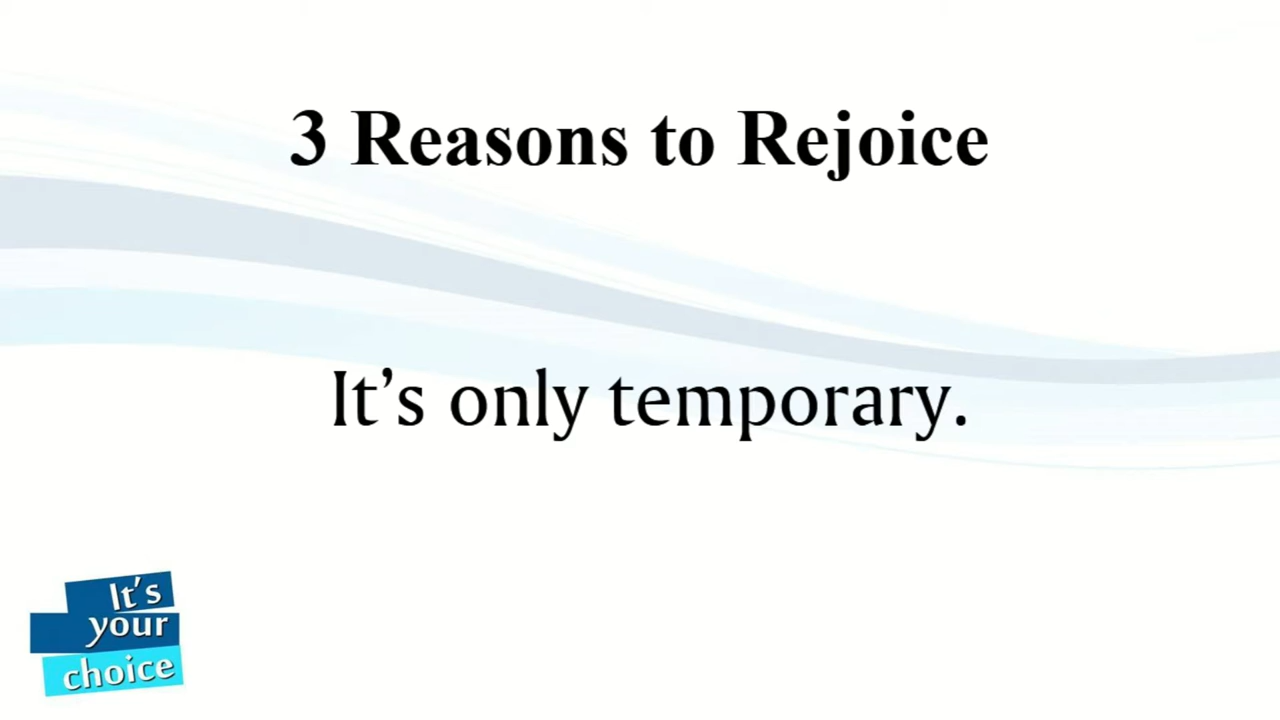 3 Reasons to Rejoice
It’s only temporary.
It’s
your
choice